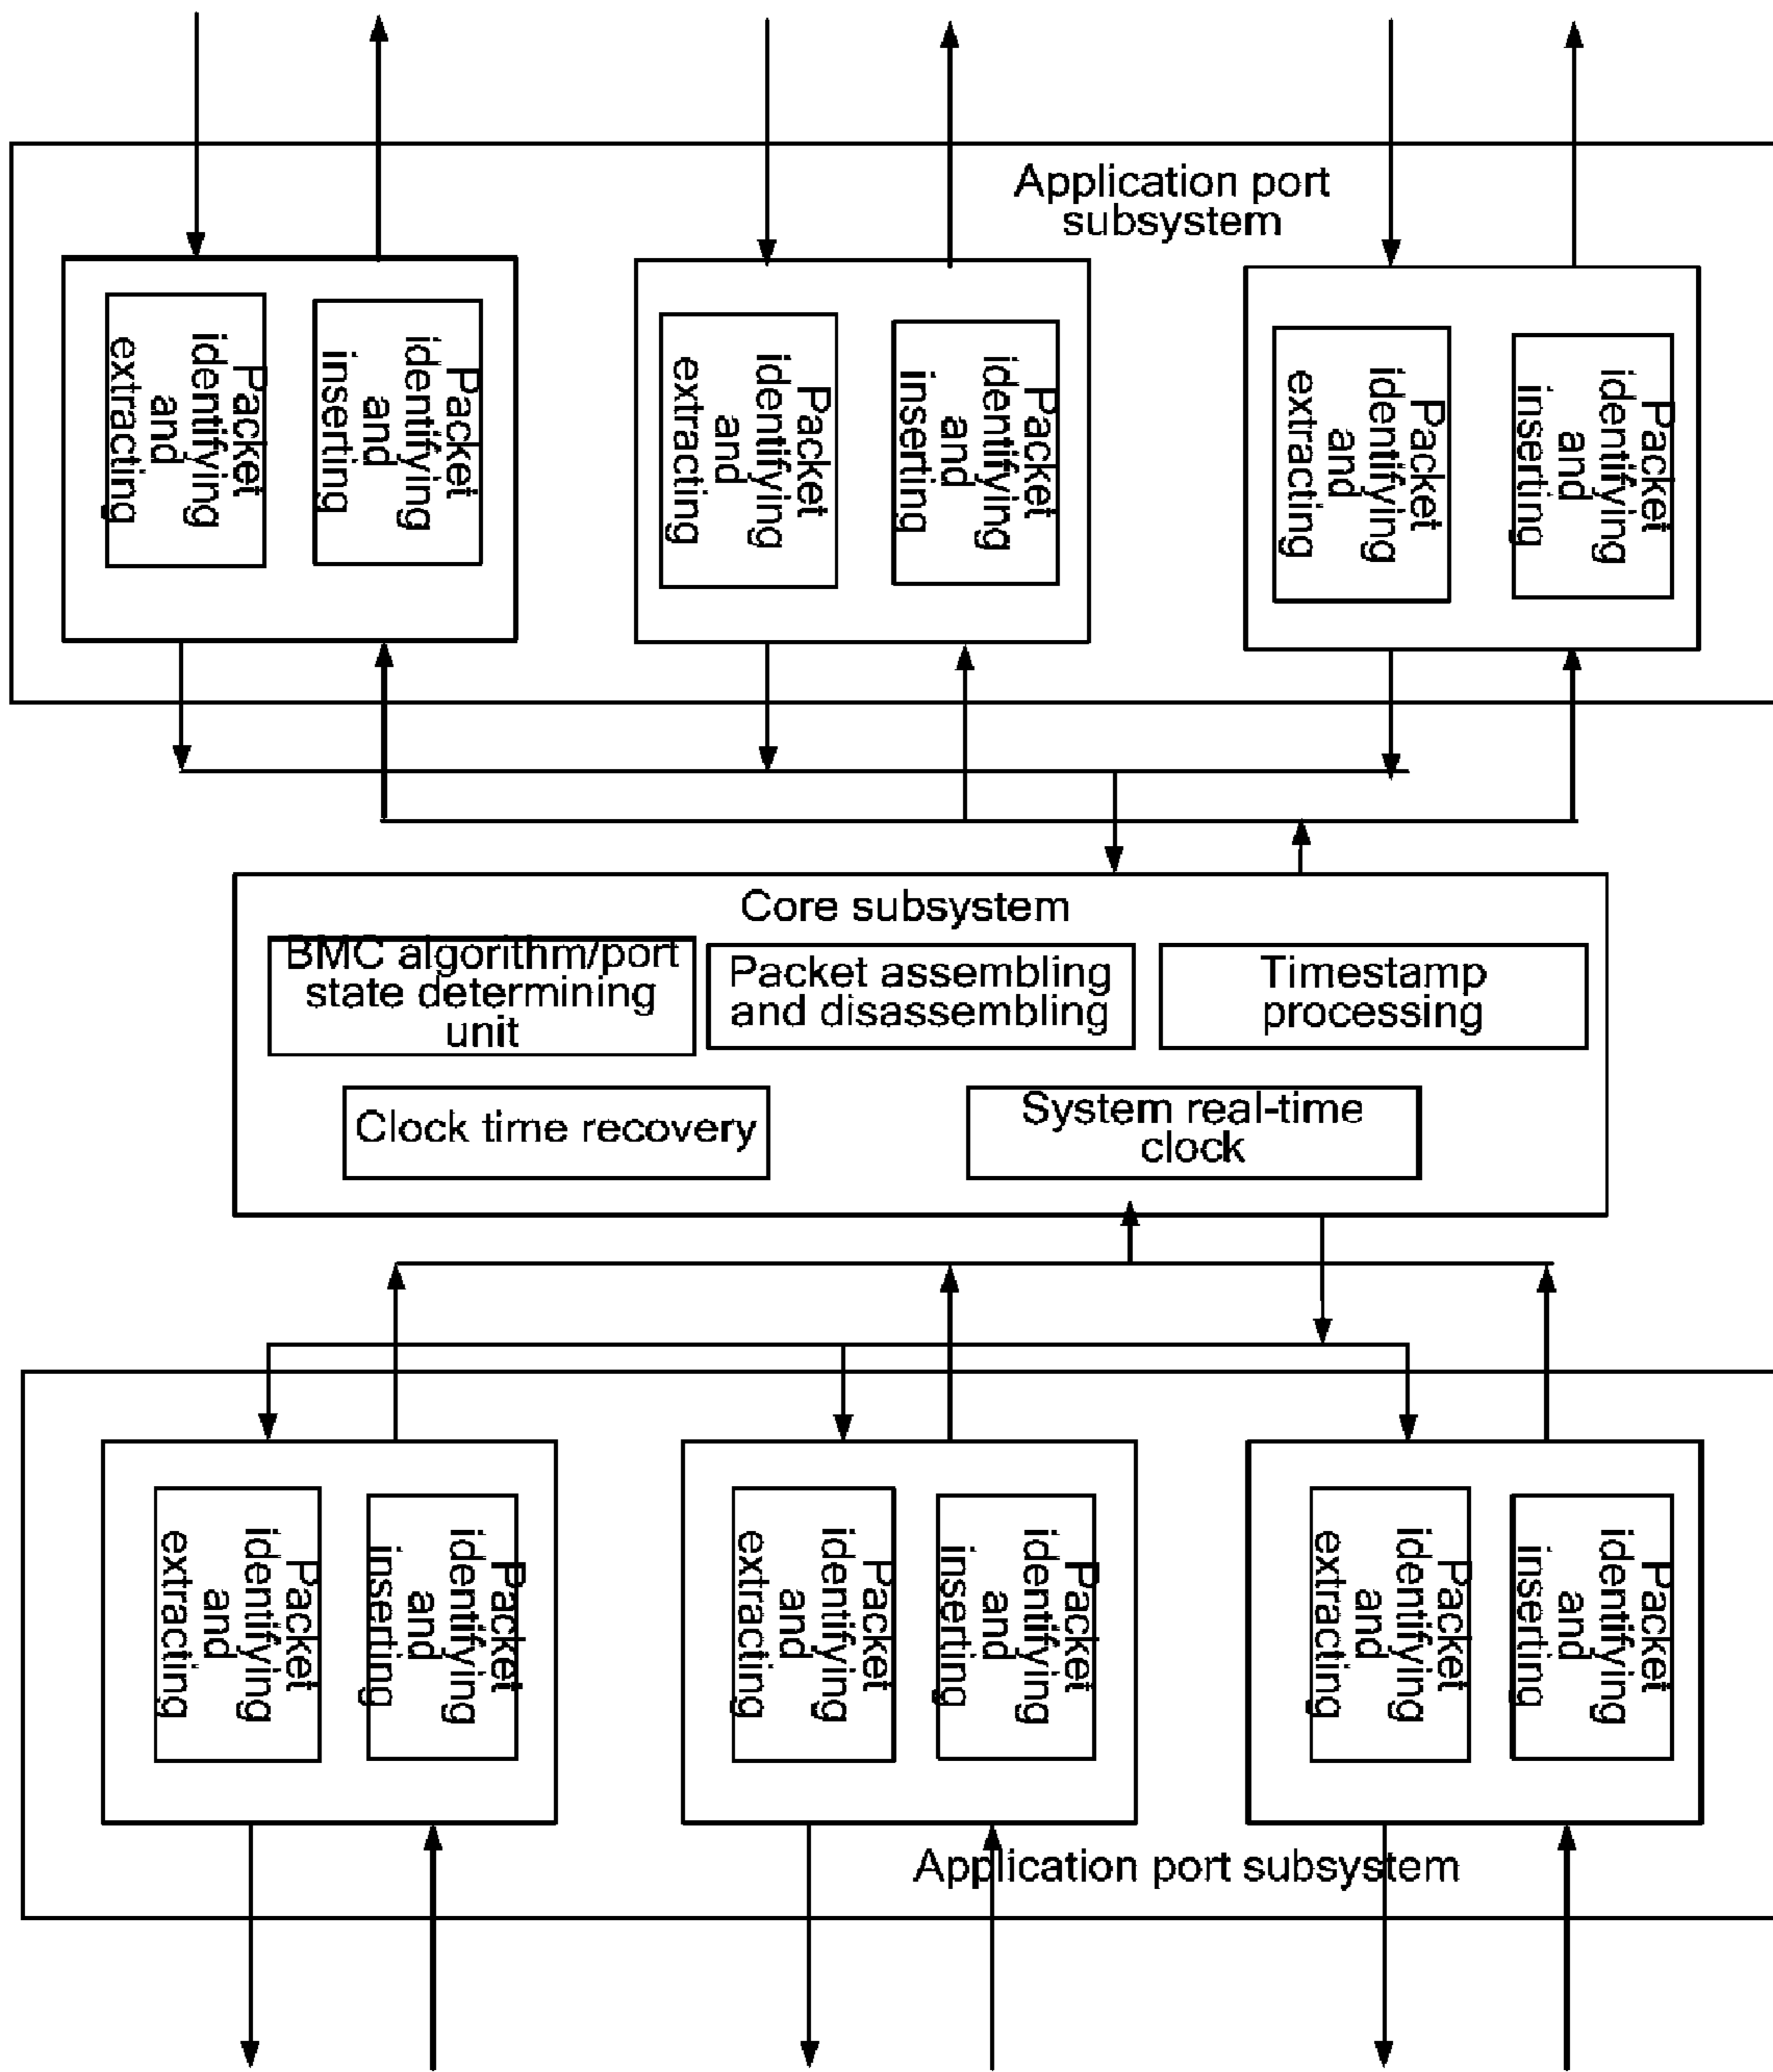 Application port
subsystem
Packet
identifying
and
extracting
Packet
identifying
and
inserting
Packet
identifying
and
extracting
Packet
identifying
and
inserting
Packet
identifying
and
extracting
Packet
identifying
and
inserting
Core subsystem
BMC algorithm/port
state determining
unit
Packet assembling
and disassembling
Timestamp
processing
Clock time recovery
System real-time
clock
Packet
identifying
and
extracting
Packet
identifying
and
inserting
Packet
identifying
and
extracting
Packet
identifying
and
inserting
Packet
identifying
and
extracting
Packet
identifying
and
inserting
Application port subsystem